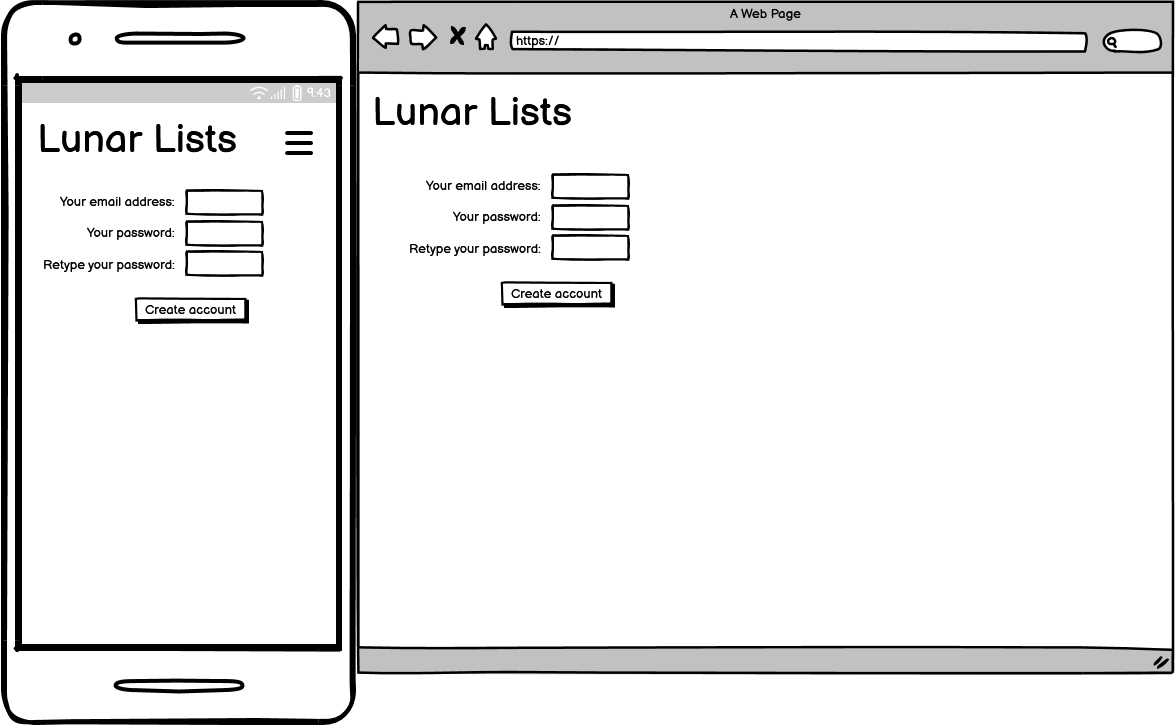 9:43
Lunar Lists
Your email address:
Your password:
Retype your password:
Create account
A Web Page
https://
Lunar Lists
Your email address:
Your password:
Retype your password:
Create account